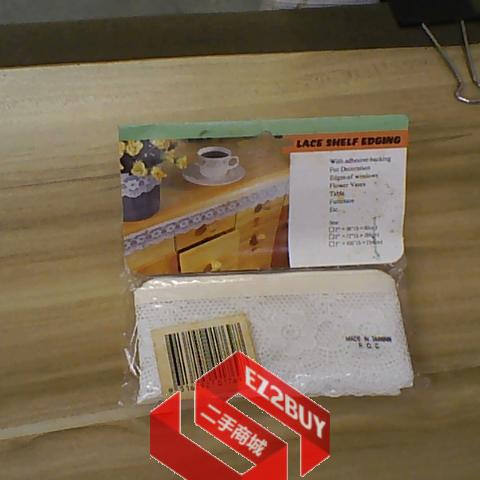 LACE SHELF EDGING
With adhesive backing
For Decoration
Edges of windows
Flower Vases
Table
Furniture
Etc.
Size:
MADE IN TAIWAN
R. O. C
EZ2BUY
二手商城